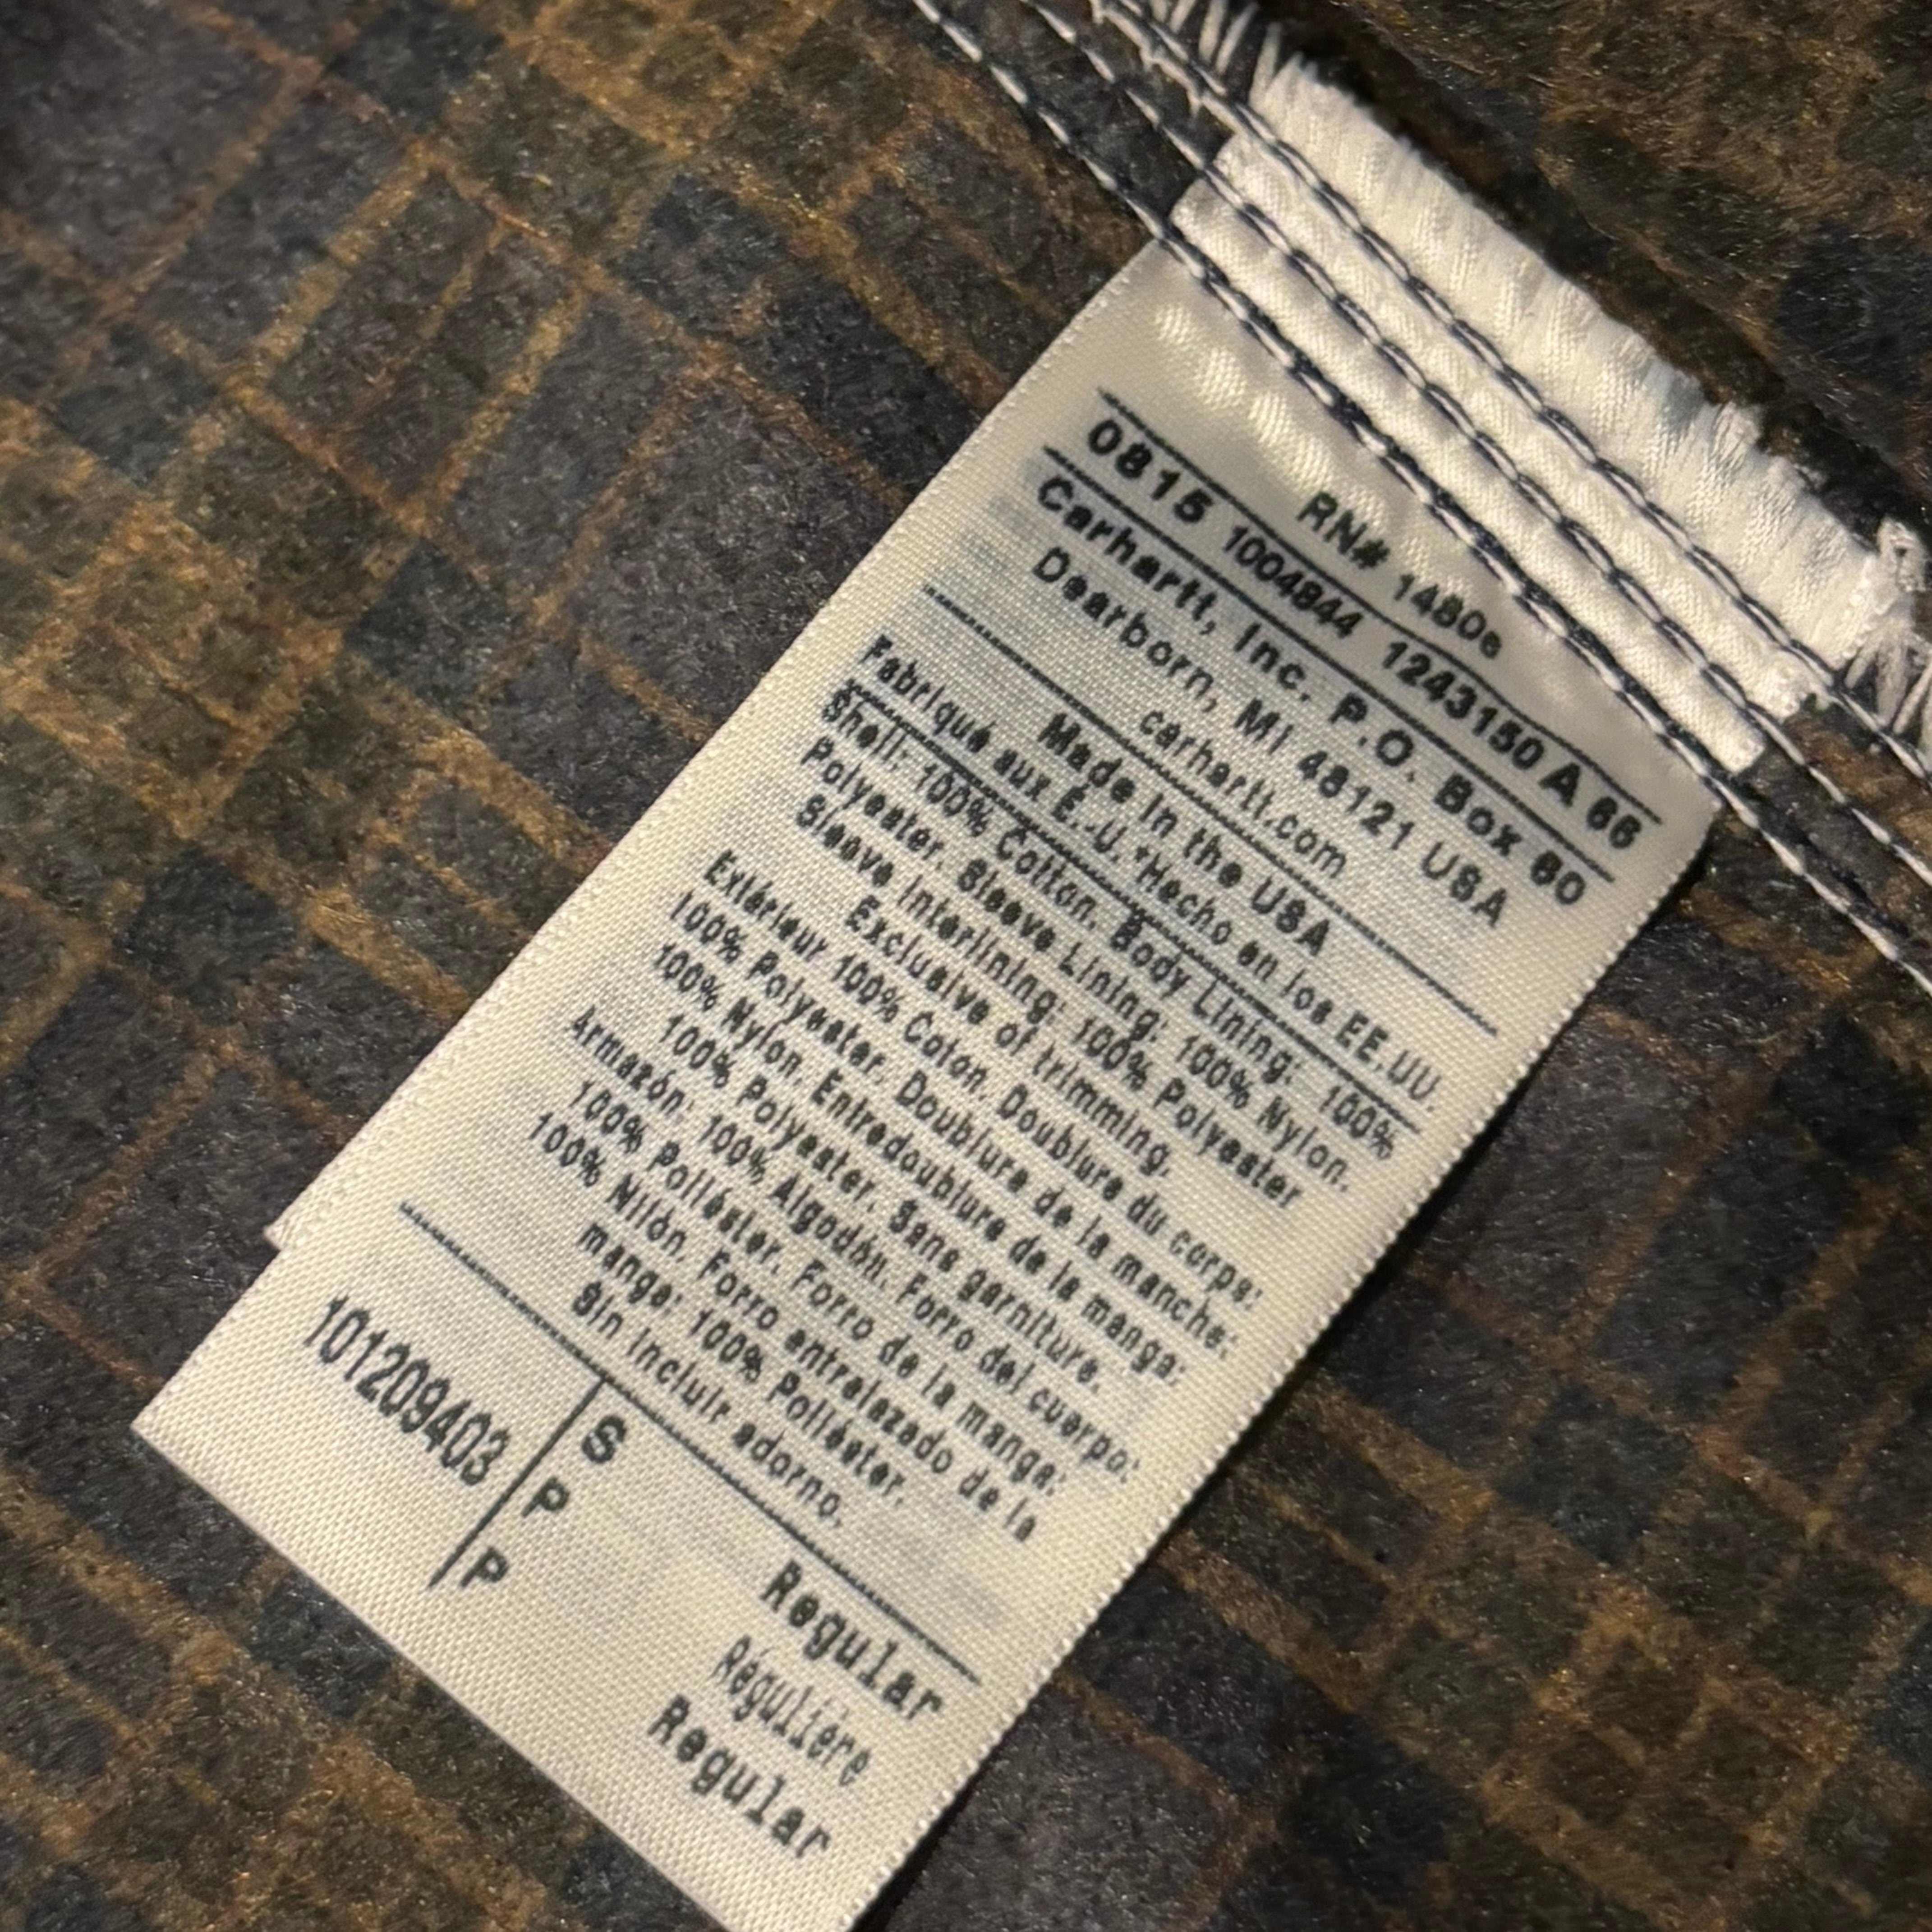 RN# 14806
0815 1004844 1243150 A 66
Carhartt, Inc. P.O. Box 60
Dearborn, MI 48121 USA
carhartt.com
Made in the USA
Fabriqué aux É.-U. *Hecho en los EE.UU.
Shell: 100% Cotton. Body Lining: 100%
Polyester. Sleeve Lining: 100% Nylon.
Sleeve Interlining: 100% Polyester
Exclusive of trimming.
Extérieur 100% Coton. Doublure du corps:
100% Polyester. Doublure de la manche:
100% Nylon. Entredoublure de la manga:
100% Polyester. Sans garniture.
Armazón: 100% Algodón. Forro del cuerpo:
100% Poliéster. Forro de la manga:
100% Nilón. Forro entrelazado de la
manga: 100% Poliéster.
Sin incluir adorno.
101209403
S Regular
P Régulière
P Regular